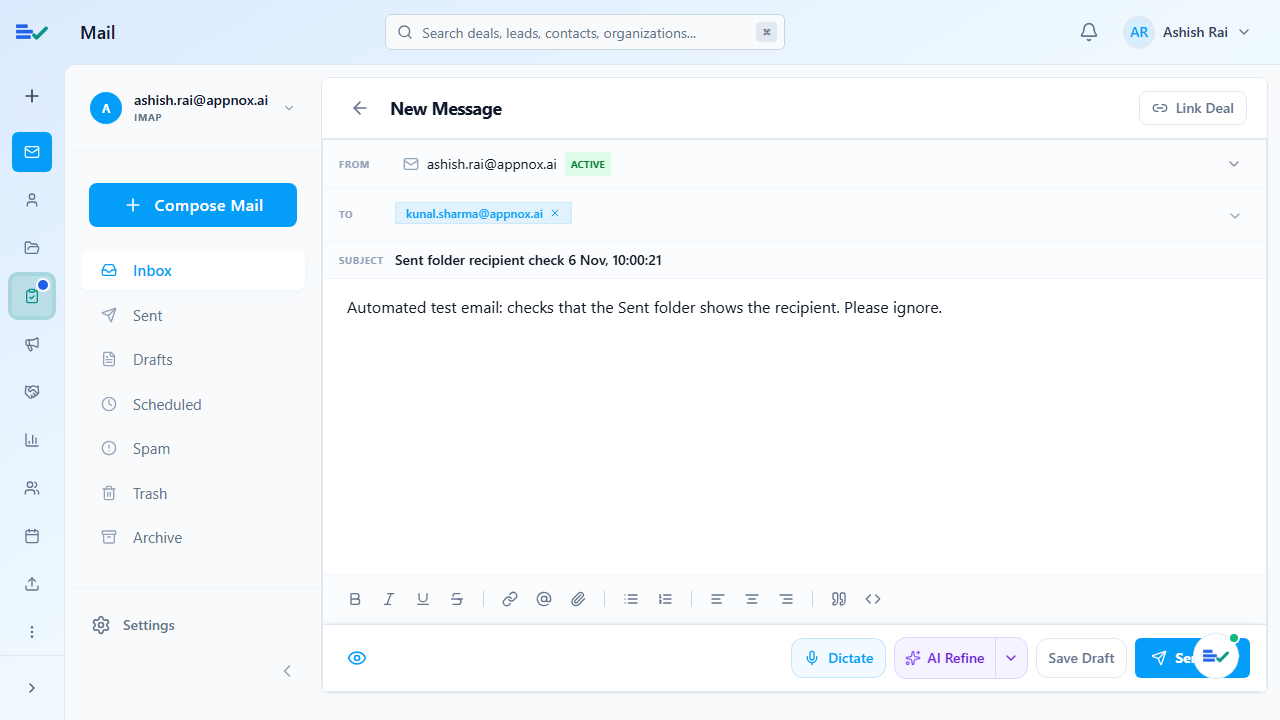 Mail
Search deals, leads, contacts, organizations...
⌘
AR
Ashish Rai
A
ashish.rai@appnox.ai
IMAP
Compose Mail
Inbox
Sent
Drafts
Scheduled
Spam
Trash
Archive
Settings
New Message
Link Deal
FROM
ashish.rai@appnox.ai
ACTIVE
TO
kunal.sharma@appnox.ai
SUBJECT
Sent folder recipient check 6 Nov, 10:00:21
Automated test email: checks that the Sent folder shows the recipient. Please ignore.
Dictate
AI Refine
Save Draft